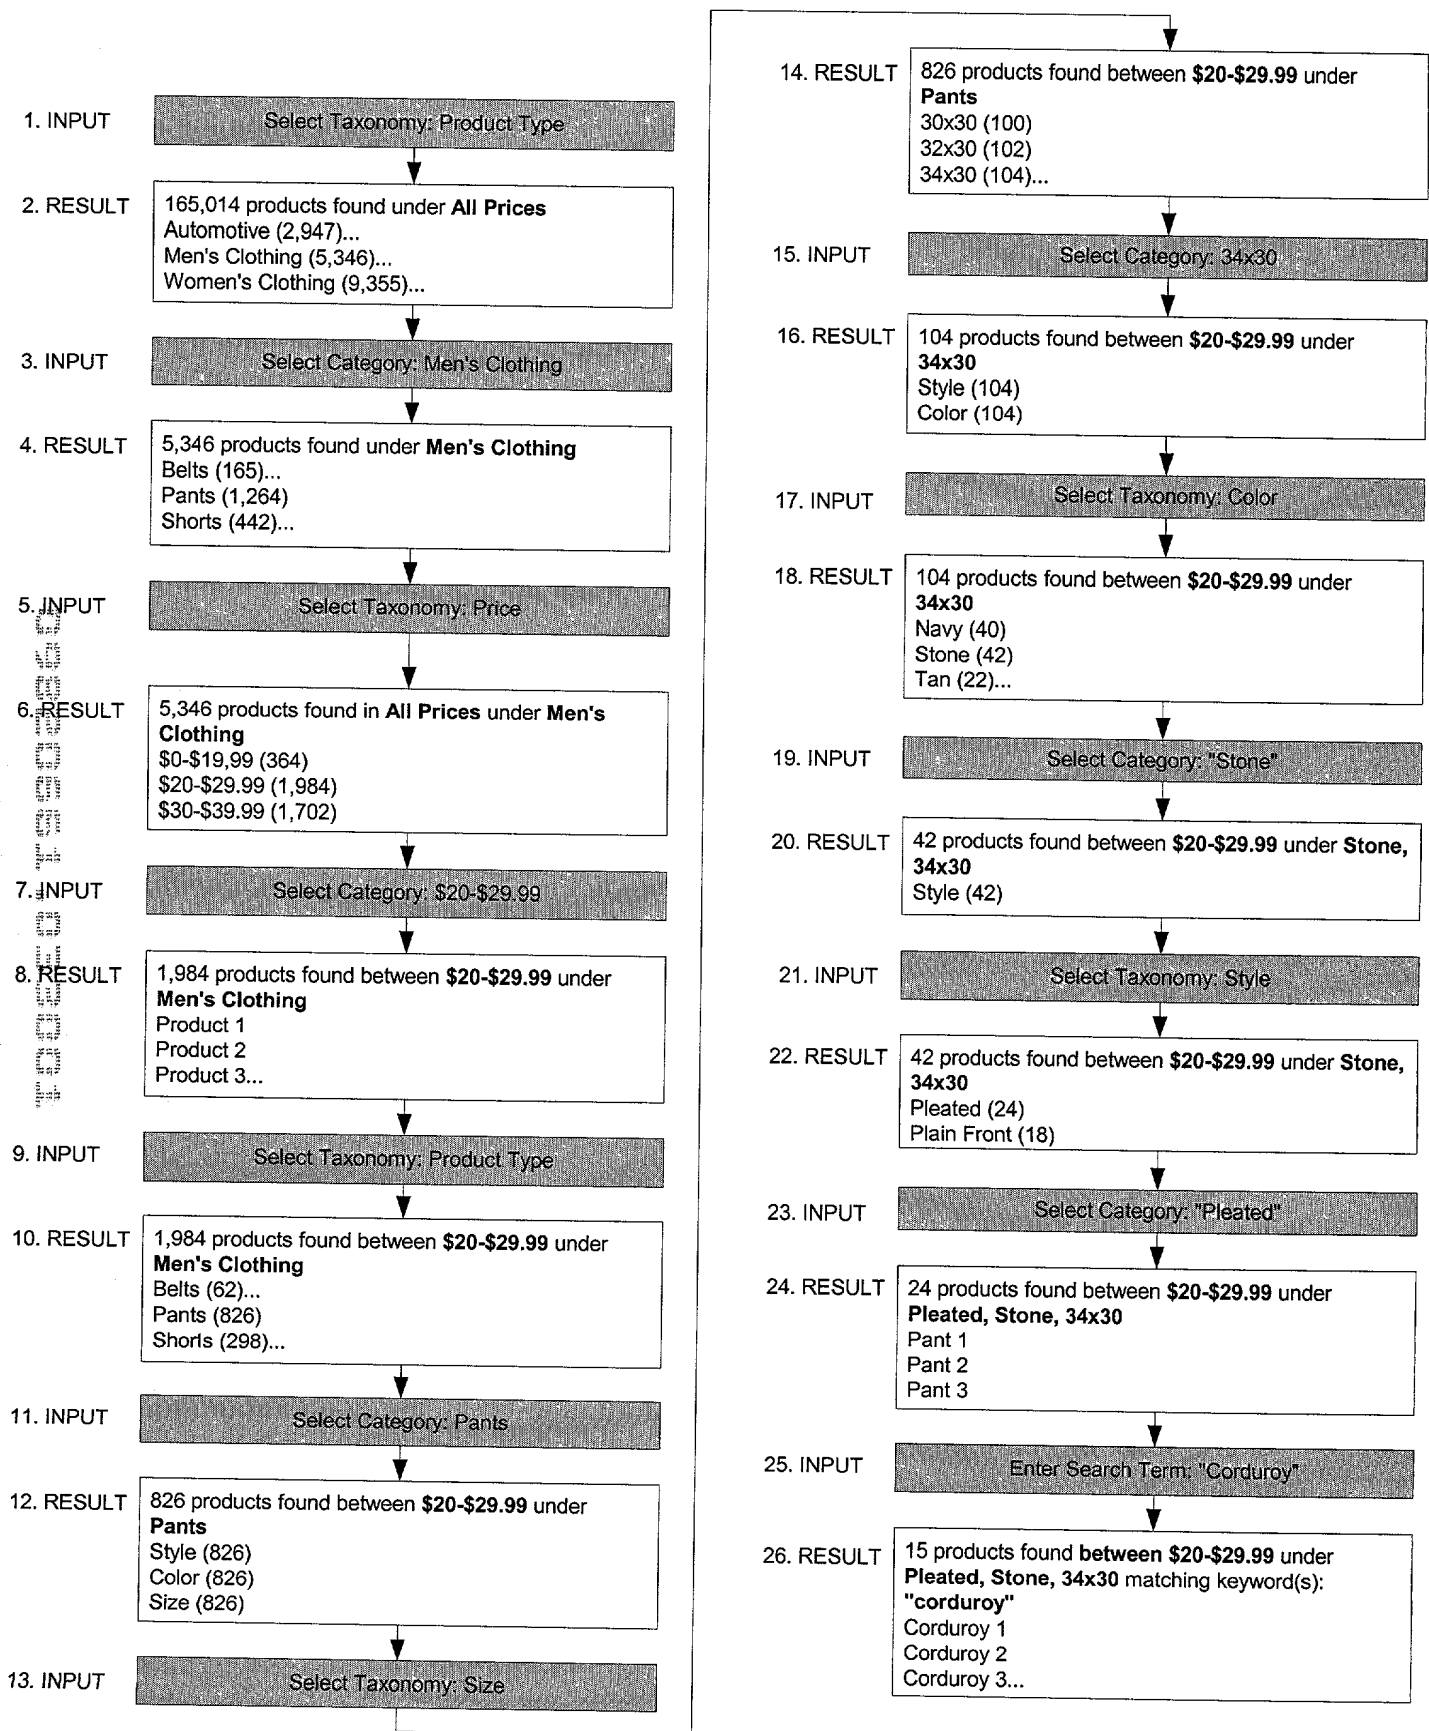 1. INPUT
Select Taxonomy: Product Type
2. RESULT
165,014 products found under All Prices
Automotive (2,947)...
Men's Clothing (5,346)...
Women's Clothing (9,355)...
3. INPUT
Select Category: Men's Clothing
4. RESULT
5,346 products found under Men's Clothing
Belts (165)...
Pants (1,264)
Shorts (442)...
5. INPUT
Select Taxonomy: Price
6. RESULT
5,346 products found in All Prices under Men's
Clothing
$0-$19,99 (364)
$20-$29.99 (1,984)
$30-$39.99 (1,702)
7. INPUT
Select Category: $20-$29.99
8. RESULT
1,984 products found between $20-$29.99 under
Men's Clothing
Product 1
Product 2
Product 3...
9. INPUT
Select Taxonomy: Product Type
10. RESULT
1,984 products found between $20-$29.99 under
Men's Clothing
Belts (62)...
Pants (826)
Shorts (298)...
11. INPUT
Select Category: Pants
12. RESULT
826 products found between $20-$29.99 under
Pants
Style (826)
Color (826)
Size (826)
13. INPUT
Select Taxonomy: Size
14. RESULT
826 products found between $20-$29.99 under
Pants
30x30 (100)
32x30 (102)
34x30 (104)...
15. INPUT
Select Category: 34x30
16. RESULT
104 products found between $20-$29.99 under
34x30
Style (104)
Color (104)
17. INPUT
Select Taxonomy: Color
18. RESULT
104 products found between $20-$29.99 under
34x30
Navy (40)
Stone (42)
Tan (22)...
19. INPUT
Select Category: "Stone"
20. RESULT
42 products found between $20-$29.99 under Stone,
34x30
Style (42)
21. INPUT
Select Taxonomy: Style
22. RESULT
42 products found between $20-$29.99 under Stone,
34x30
Pleated (24)
Plain Front (18)
23. INPUT
Select Category: "Pleated"
24. RESULT
24 products found between $20-$29.99 under
Pleated, Stone, 34x30
Pant 1
Pant 2
Pant 3
25. INPUT
Enter Search Term: "Corduroy"
26. RESULT
15 products found between $20-$29.99 under
Pleated, Stone, 34x30 matching keyword(s):
"corduroy"
Corduroy 1
Corduroy 2
Corduroy 3...